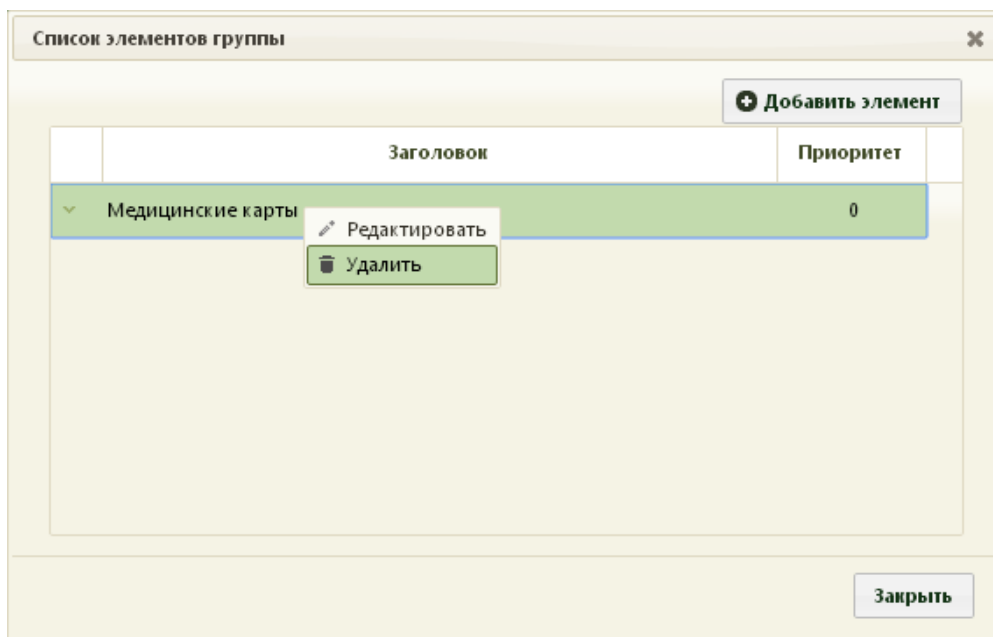 Список элементов группы
Добавить элемент
Заголовок Приоритет
Медицинские карты 0
Редактировать
Удалить
Закрыть